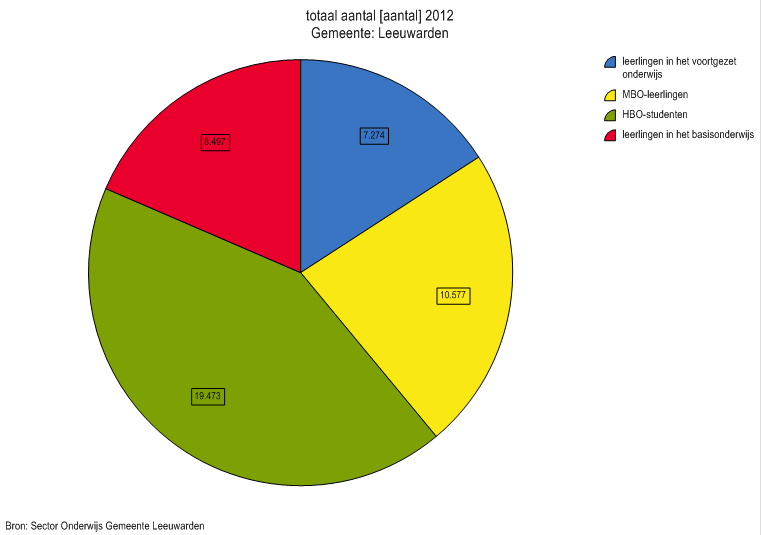 totaal aantal [aantal] 2012
Gemeente: Leeuwarden
leerlingen in het voortgezet
onderwijs
MBO-leerlingen
HBO-studenten
leerlingen in het basisonderwijs
8.497
7.274
10.577
19.473
Bron: Sector Onderwijs Gemeente Leeuwarden